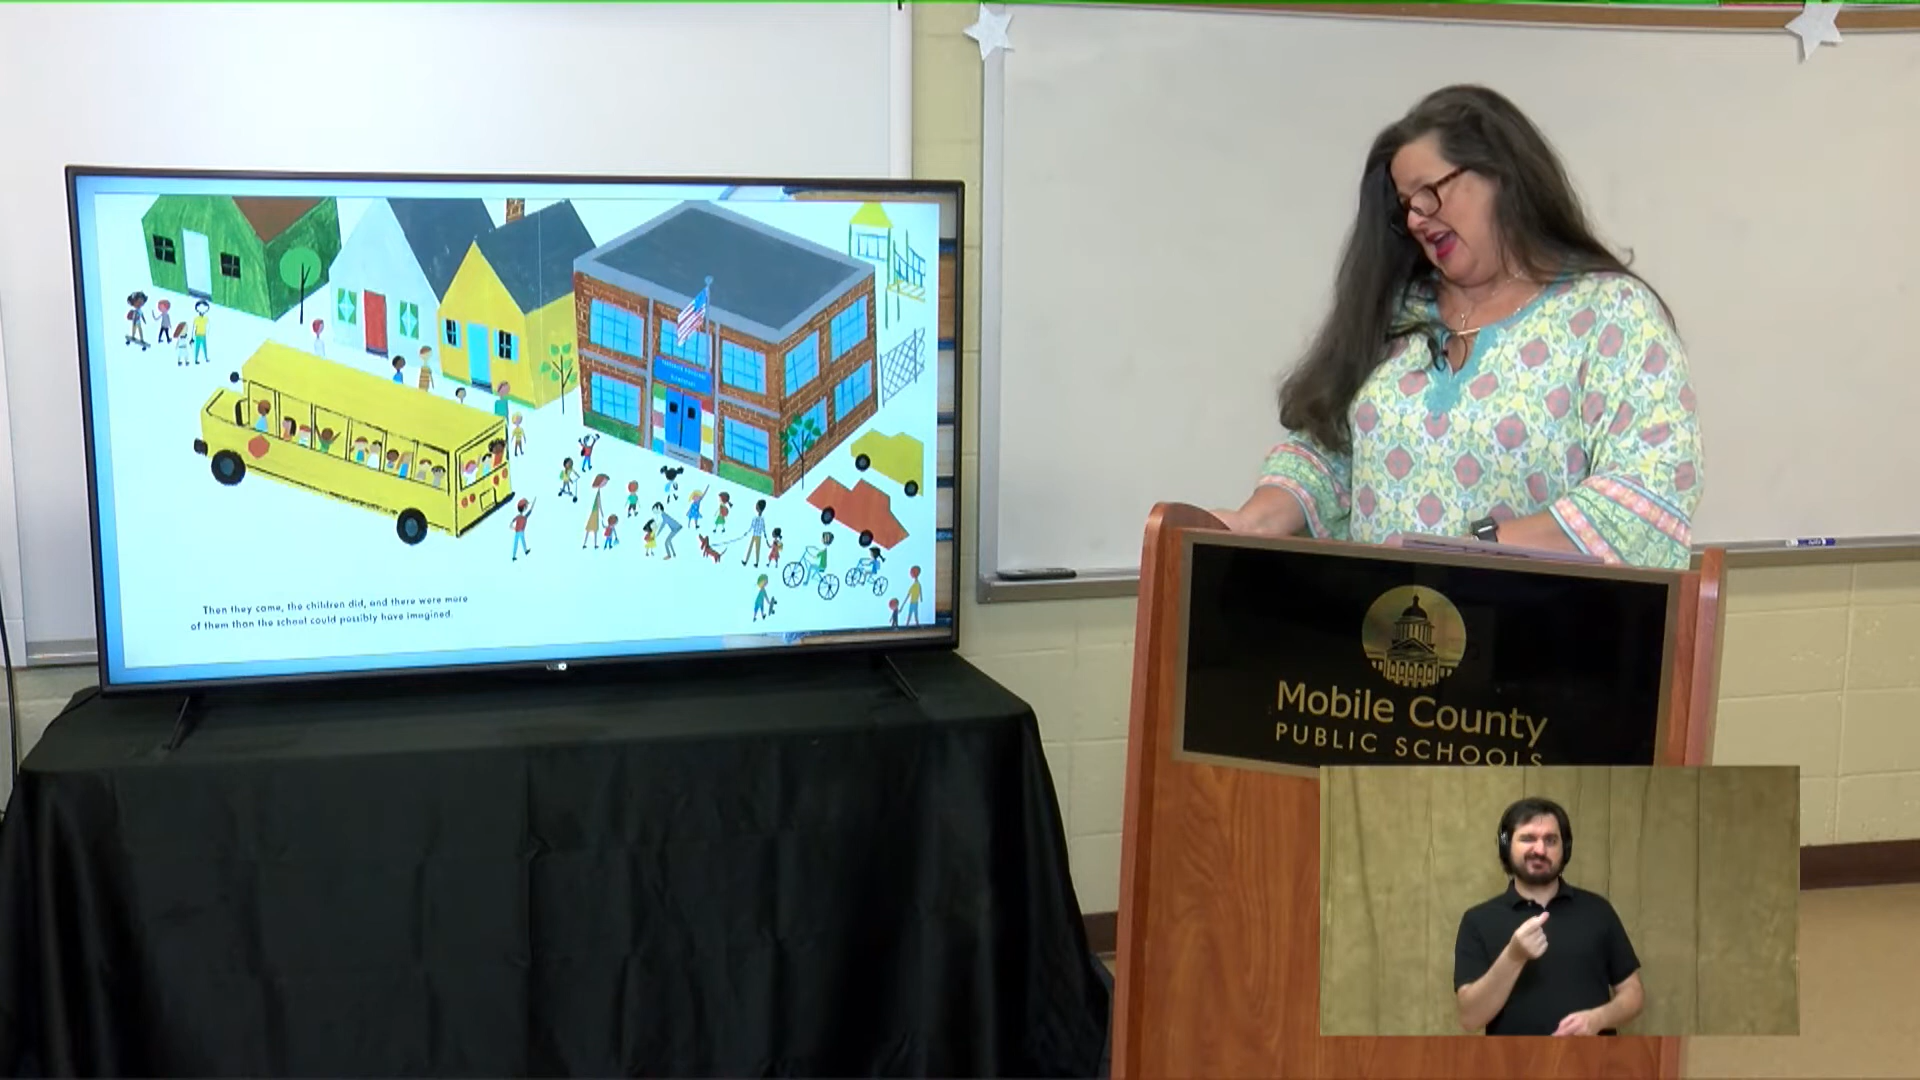 Then they came, the children did, and there were more
of them than the school could possibly have imagined.
VIZIO
Mobile County
PUBLIC SCHOOLS